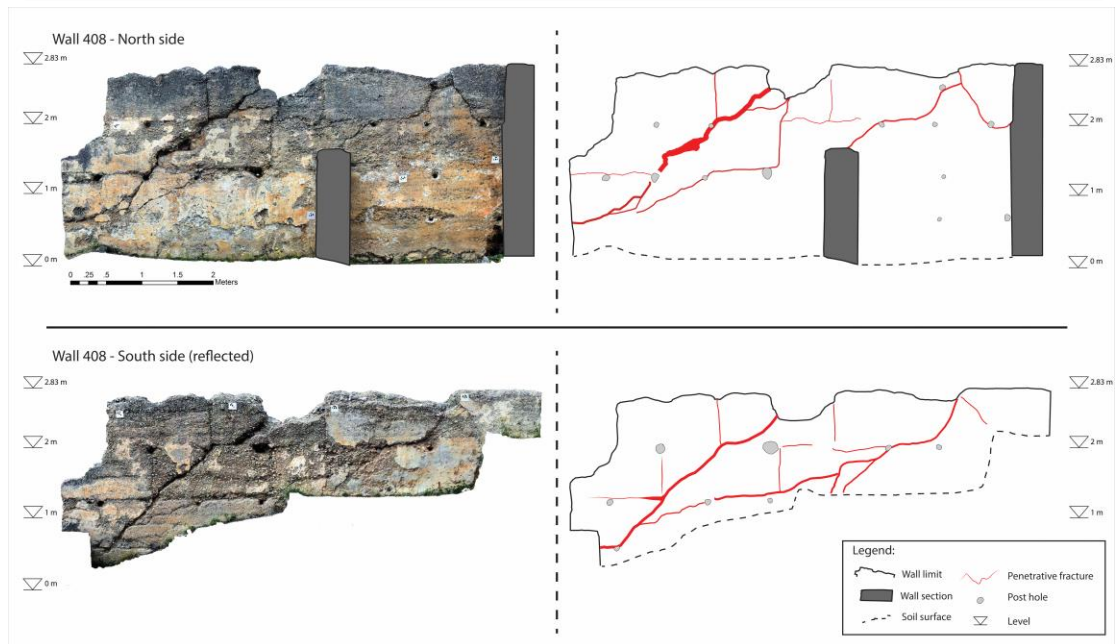 Wall 408 - North side
2.83 m
2 m
1 m
0 m
0 .25 .5 1 1.5 2
Meters
2.83 m
2 m
1 m
0 m
Wall 408 - South side (reflected)
2.83 m
2 m
1 m
0 m
2.83 m
2 m
1 m
Legend:
Wall limit
Penetrative fracture
Wall section
Post hole
Soil surface
Level